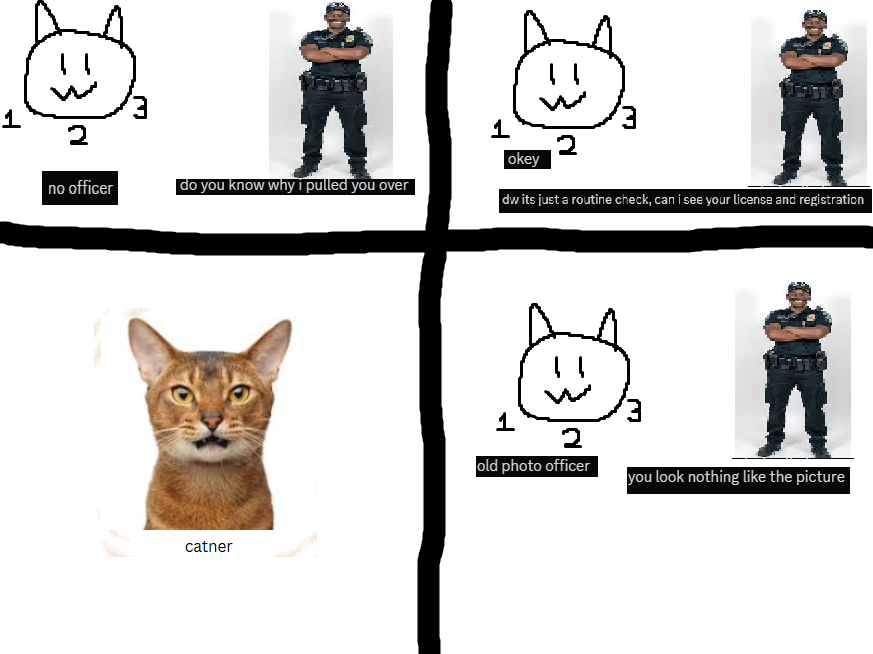 1
2
3
no officer
do you know why i pulled you over
1
2
3
okey
dw its just a routine check, can i see your license and registration
catner
1
2
3
old photo officer
you look nothing like the picture